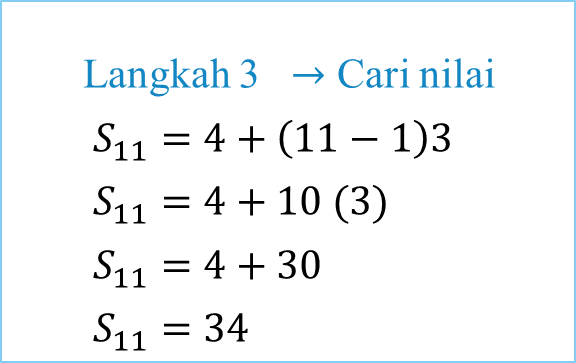 Langkah 3 → Cari nilai
S₁₁ = 4 + (11 − 1)3
S₁₁ = 4 + 10 (3)
S₁₁ = 4 + 30
S₁₁ = 34